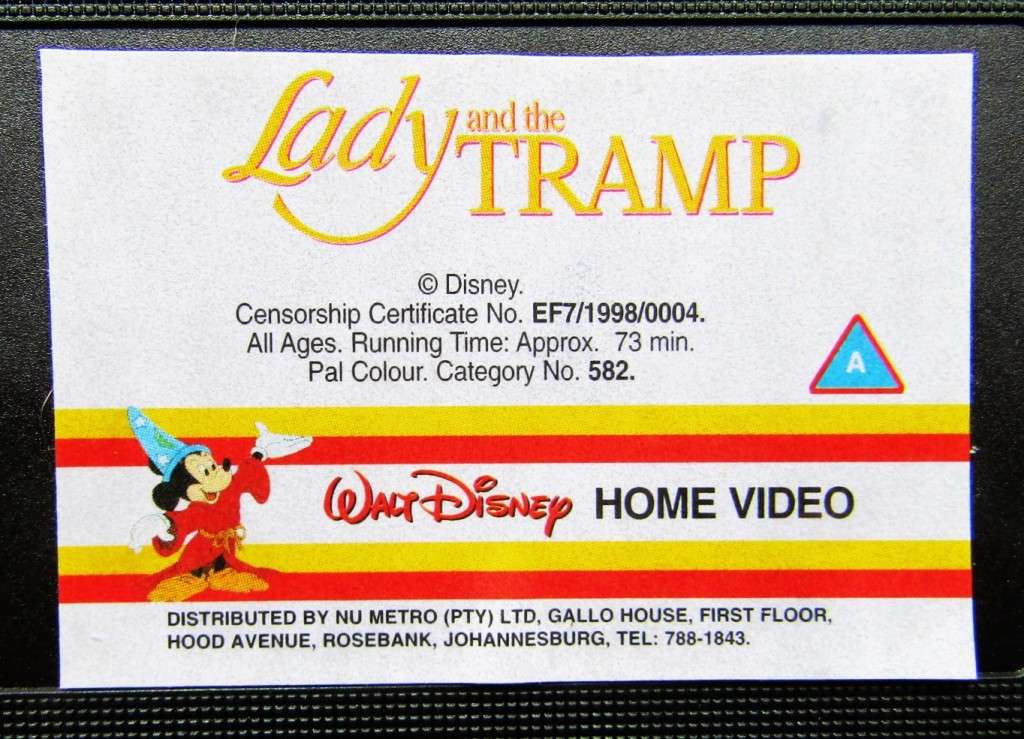 Lady and the TRAMP
© Disney.
Censorship Certificate No. EF7/1998/0004.
All Ages. Running Time: Approx. 73 min.
Pal Colour. Category No. 582.
A
WALT DISNEY HOME VIDEO
DISTRIBUTED BY NU METRO (PTY) LTD, GALLO HOUSE, FIRST FLOOR,
HOOD AVENUE, ROSEBANK, JOHANNESBURG, TEL: 788-1843.